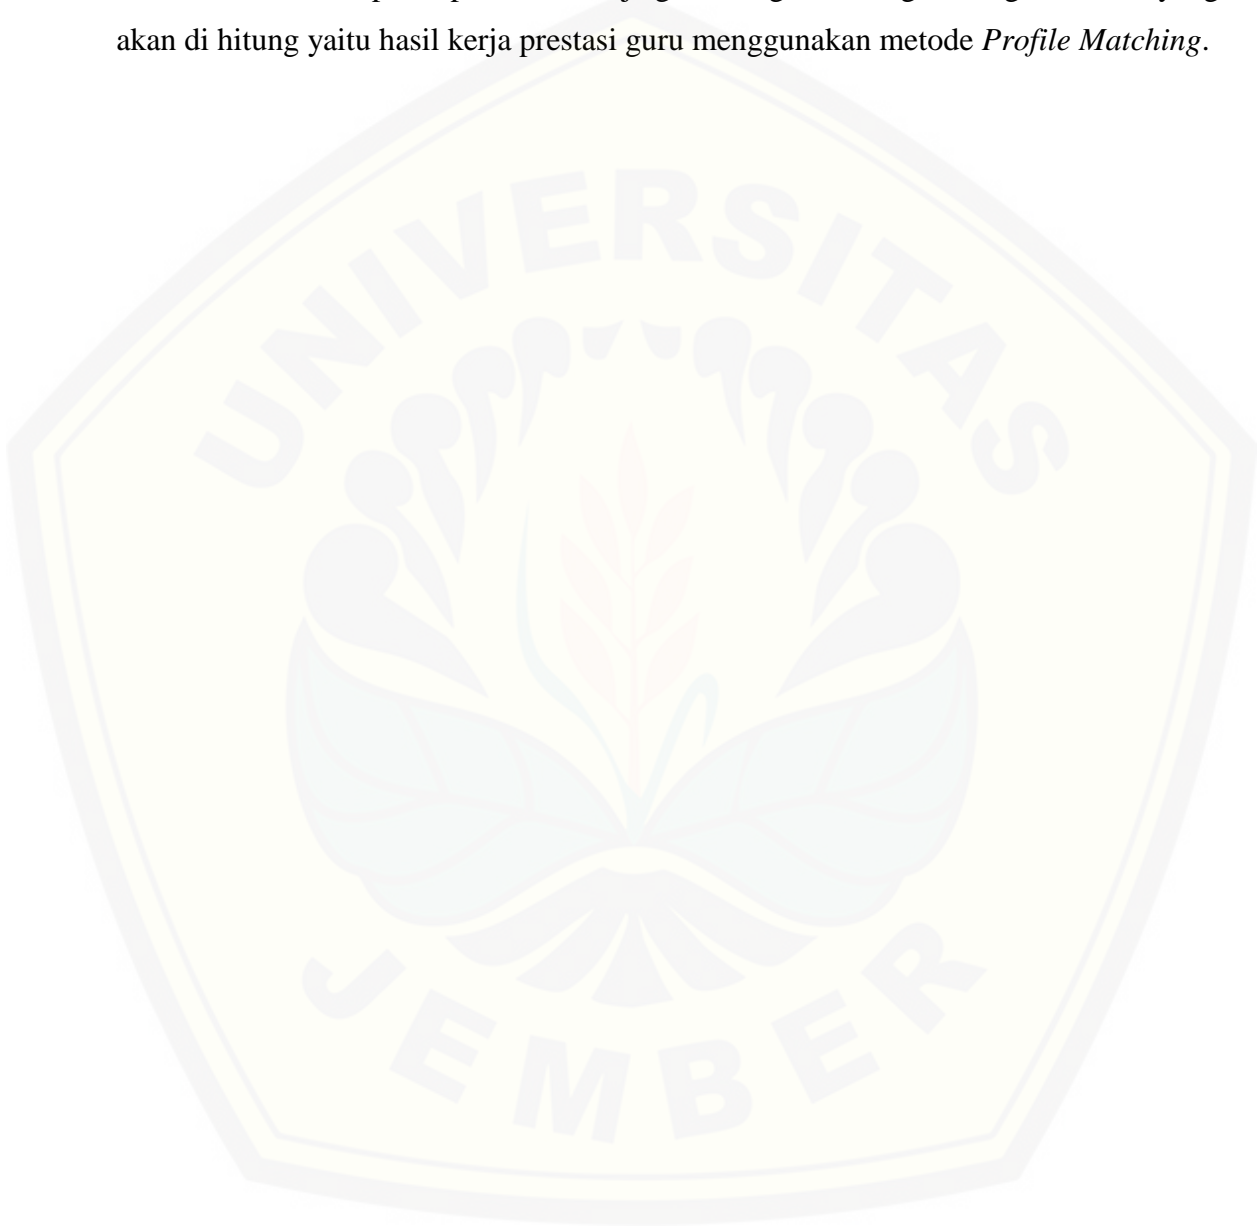 akan di hitung yaitu hasil kerja prestasi guru menggunakan metode Profile Matching.
UNIVERSITAS
JEMBER